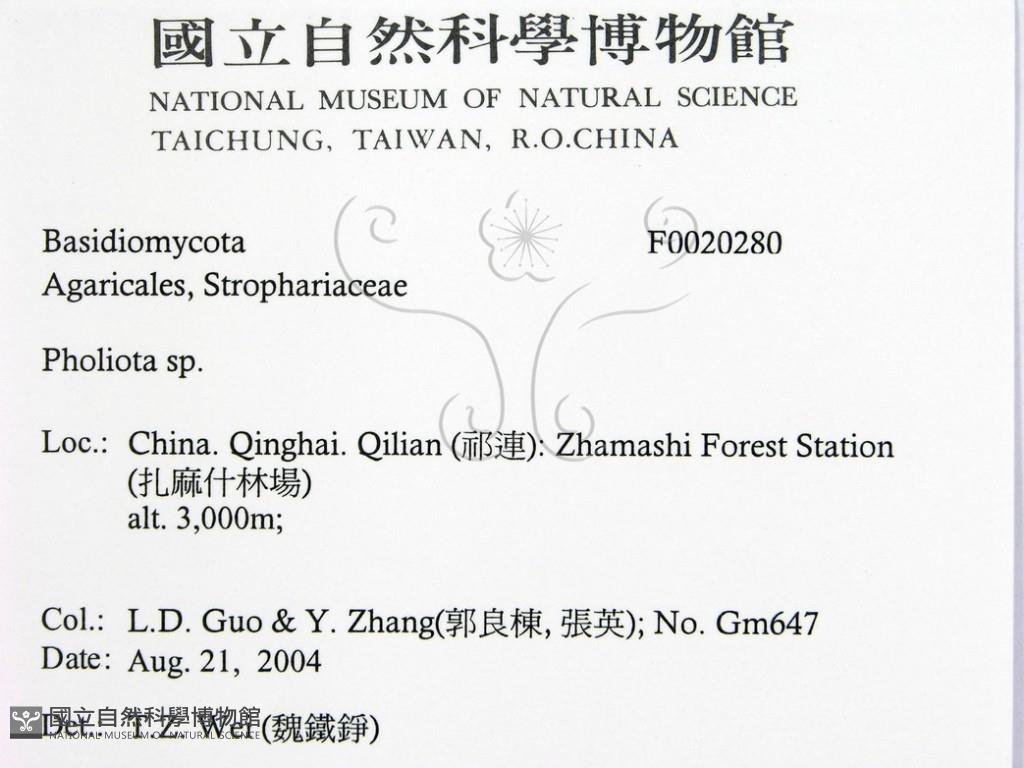 國立自然科學博物館
NATIONAL MUSEUM OF NATURAL SCIENCE
TAICHUNG, TAIWAN, R.O.CHINA
Basidiomycota F0020280
Agaricales, Strophariaceae
Pholiota sp.
Loc.: China. Qinghai. Qilian (祁連): Zhamashi Forest Station
(扎麻什林場)
alt. 3,000m;
Col.: L.D. Guo & Y. Zhang(郭良棟, 張英); No. Gm647
Date: Aug. 21, 2004
Det.: T.Z. Wei (魏鐵錚)
國立自然科學博物館
NATIONAL MUSEUM OF NATURAL SCIENCE